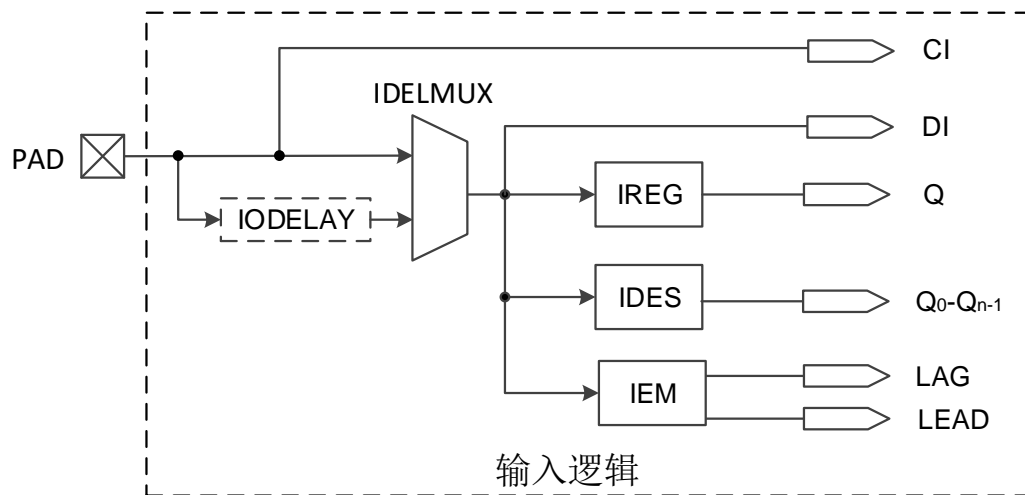 CI
IDELMUX
DI
PAD
IREG
Q
IODELAY
IDES
Q0-Qn-1
IEM
LAG
LEAD
输入逻辑